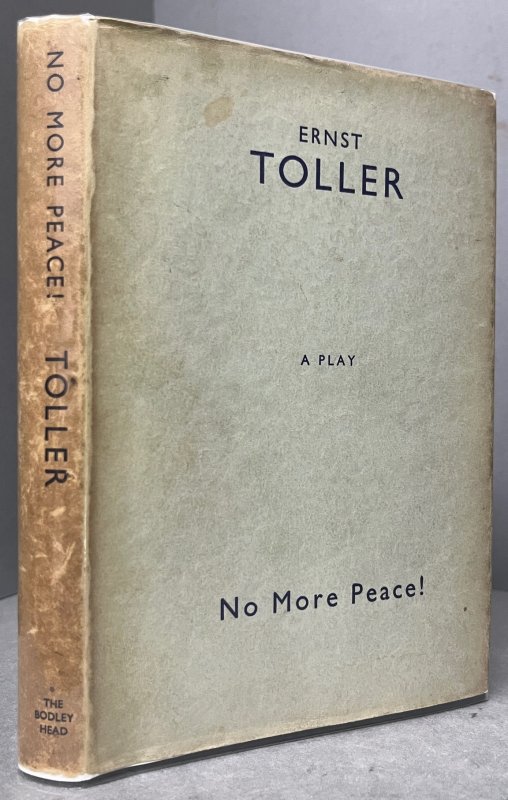 NO MORE PEACE! TOLLER
THE
BODLEY
HEAD
ERNST
TOLLER
A PLAY
No More Peace!